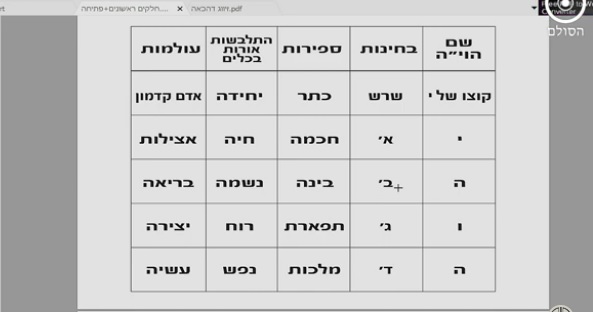 זיווג דהכאה.pdf
חלקים ראשונים+פתיחה....
הסולם
שם הוי״ה בחינות ספירות התלבשות אורות בכלים עולמות
קוצו של י שרש כתר יחידה אדם קדמון
י א׳ חכמה חיה אצילות
ה ב׳ בינה נשמה בריאה
ו ג׳ תפארת רוח יצירה
ה ד׳ מלכות נפש עשיה